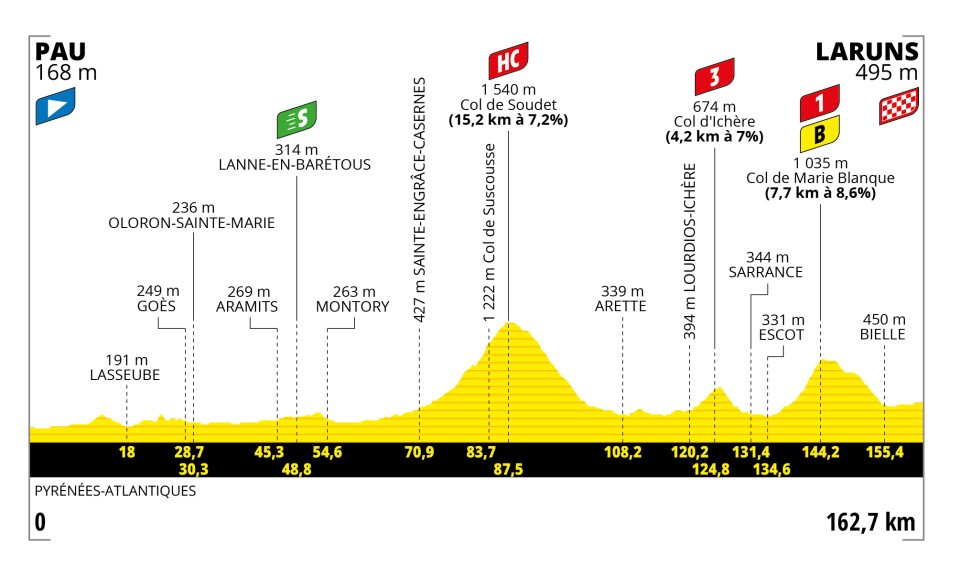 PAU
168 m
LARUNS
495 m
HC
1 540 m
Col de Soudet
(15,2 km à 7,2%)
3
674 m
Col d'Ichère
(4,2 km à 7%)
1
B
1 035 m
Col de Marie Blanque
(7,7 km à 8,6%)
S
314 m
LANNE-EN-BARÉTOUS
236 m
OLORON-SAINTE-MARIE
249 m
GOÈS
269 m
ARAMITS
263 m
MONTORY
191 m
LASSEUBE
427 m SAINTE-ENGRÂCE-CASERNES
1 222 m Col de Suscousse
339 m
ARETTE
394 m LOURDIOS-ICHÈRE
344 m
SARRANCE
331 m
ESCOT
450 m
BIELLE
18 28,7 45,3 54,6 70,9 83,7 108,2 120,2 131,4 144,2 155,4
30,3 48,8 87,5 124,8 134,6
PYRÉNÉES-ATLANTIQUES
0
162,7 km